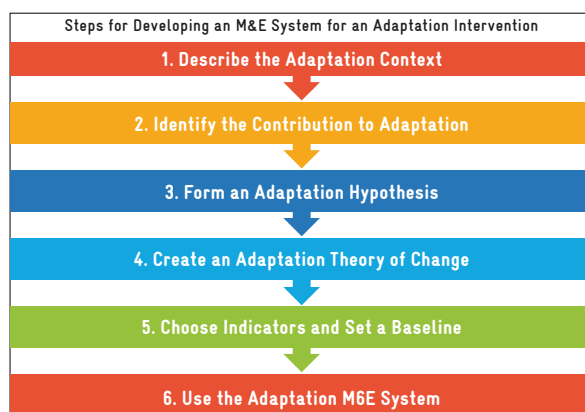 Steps for Developing an M&E System for an Adaptation Intervention
1. Describe the Adaptation Context
2. Identify the Contribution to Adaptation
3. Form an Adaptation Hypothesis
4. Create an Adaptation Theory of Change
5. Choose Indicators and Set a Baseline
6. Use the Adaptation M6E System